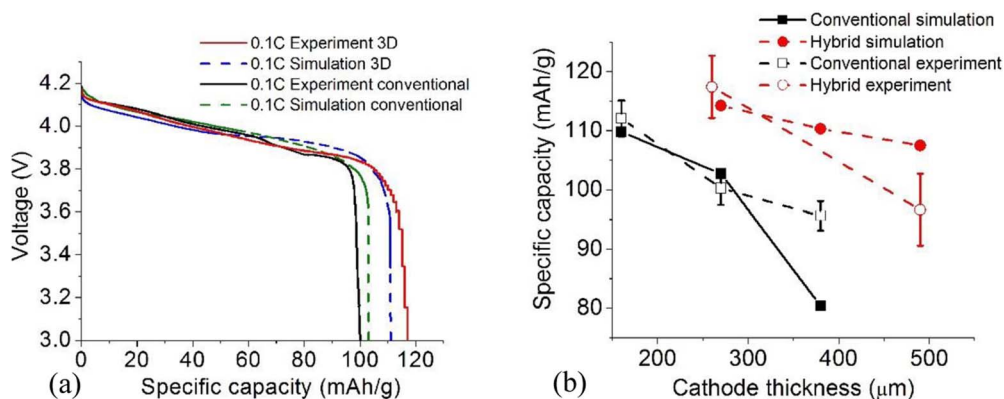 0.1C Experiment 3D
0.1C Simulation 3D
0.1C Experiment conventional
0.1C Simulation conventional
4.2
4.0
3.8
3.6
3.4
3.2
3.0
Voltage (V)
0 20 40 60 80 100 120
Specific capacity (mAh/g)
(a)
Conventional simulation
Hybrid simulation
Conventional experiment
Hybrid experiment
120
110
100
90
80
Specific capacity (mAh/g)
200 300 400 500
Cathode thickness (μm)
(b)